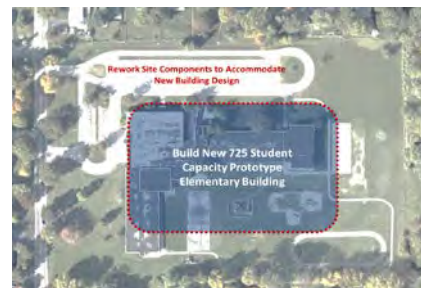 Rework Site Components to Accommodate
New Building Design
Build New 725 Student
Capacity Prototype
Elementary Building